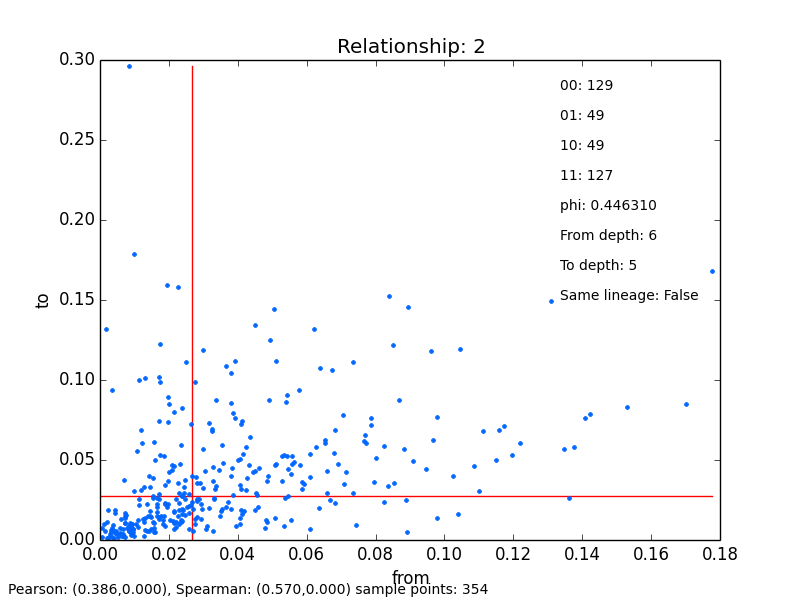 Relationship: 2
0.30
0.25
0.20
0.15
0.10
0.05
0.00
to
00: 129
01: 49
10: 49
11: 127
phi: 0.446310
From depth: 6
To depth: 5
Same lineage: False
0.00 0.02 0.04 0.06 0.08 0.10 0.12 0.14 0.16 0.18
from
Pearson: (0.386,0.000), Spearman: (0.570,0.000) sample points: 354